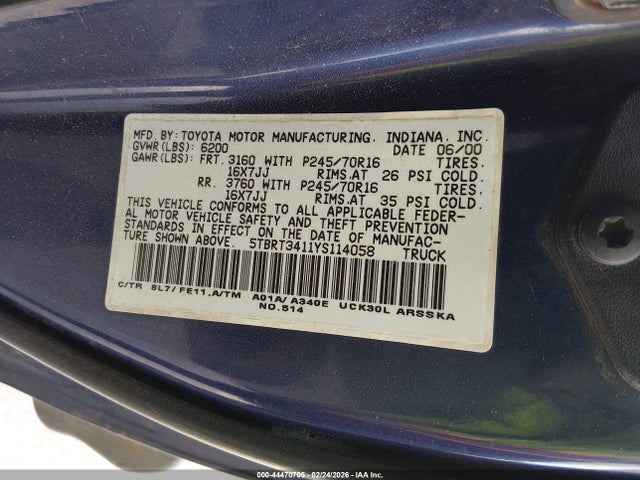 MFD. BY: TOYOTA MOTOR MANUFACTURING, INDIANA, INC.
GVWR (LBS): 6200 DATE 06/00
GAWR (LBS): FRT. 3160 WITH P245/70R16 TIRES.
16X7JJ RIMS.AT 26 PSI COLD.
RR. 3760 WITH P245/70R16 TIRES.
16X7JJ RIMS.AT 35 PSI COLD.
THIS VEHICLE CONFORMS TO ALL APPLICABLE FEDER-
AL MOTOR VEHICLE SAFETY AND THEFT PREVENTION
STANDARDS IN EFFECT ON THE DATE OF MANUFAC-
TURE SHOWN ABOVE. 5TBRT3411YS114058 TRUCK
C/TR 8L7/FE11,A/TM A01A/A340E UCK30L ARSSKA
NO.514
000-44470705 - 02/24/2026 - IAA Inc.